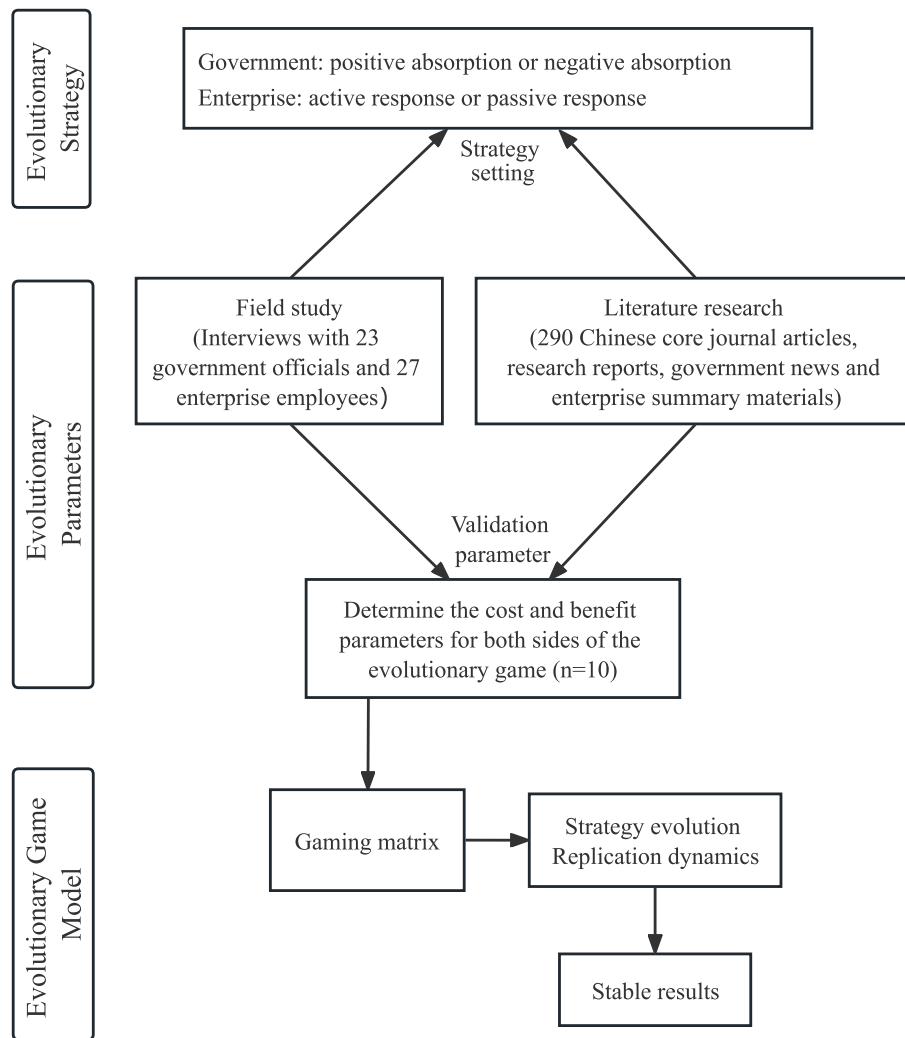 Evolutionary
Strategy
Government: positive absorption or negative absorption
Enterprise: active response or passive response
Strategy
setting
Evolutionary
Parameters
Field study
(Interviews with 23
government officials and 27
enterprise employees)
Literature research
(290 Chinese core journal articles,
research reports, government news and
enterprise summary materials)
Validation
parameter
Determine the cost and benefit
parameters for both sides of the
evolutionary game (n=10)
Evolutionary Game
Model
Gaming matrix
Strategy evolution
Replication dynamics
Stable results